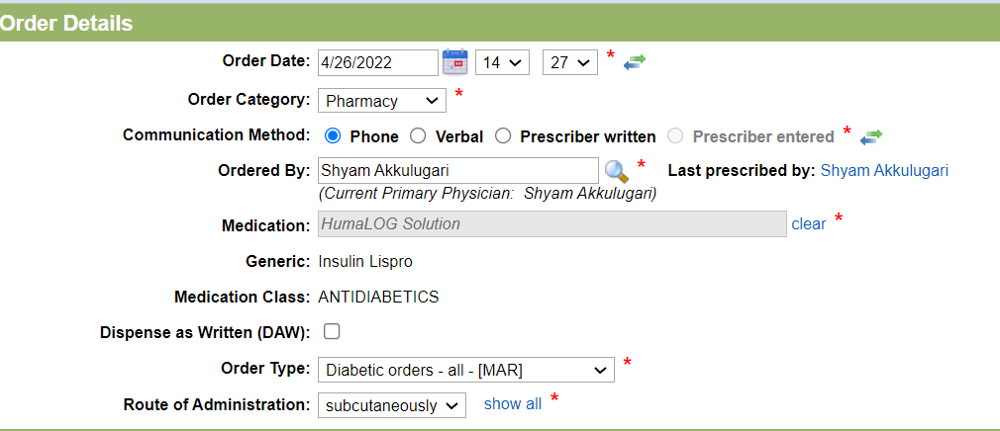 Order Details
Order Date: 4/26/2022 14 27 *
Order Category: Pharmacy *
Communication Method: Phone Verbal Prescriber written Prescriber entered *
Ordered By: Shyam Akkulugari * Last prescribed by: Shyam Akkulugari
(Current Primary Physician: Shyam Akkulugari)
Medication: HumaLOG Solution clear *
Generic: Insulin Lispro
Medication Class: ANTIDIABETICS
Dispense as Written (DAW):
Order Type: Diabetic orders - all - [MAR] *
Route of Administration: subcutaneously show all *